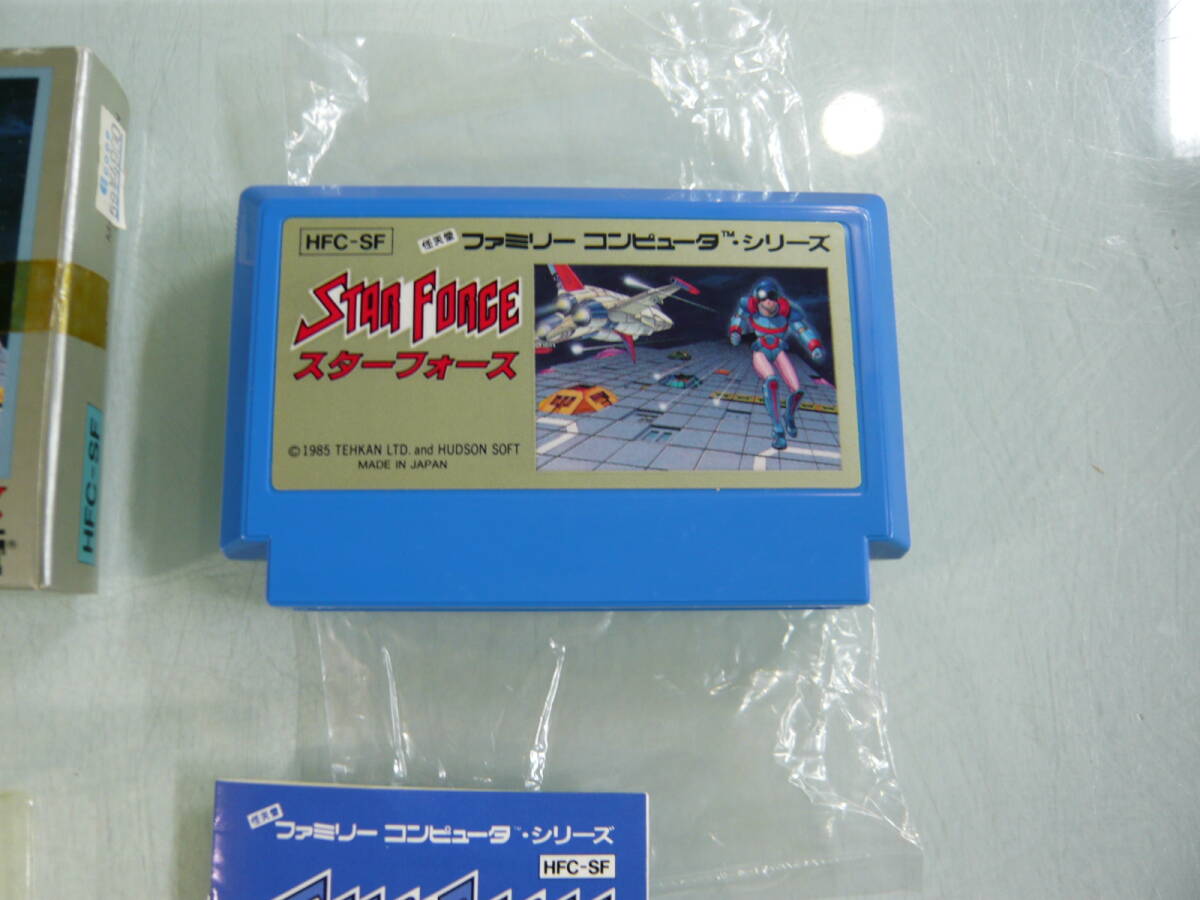 HFC-SF
任天堂 ファミリー コンピュータ™・シリーズ
STAR FORCE
スターフォース
©1985 TEHKAN LTD. and HUDSON SOFT
MADE IN JAPAN
HFC-SF
任天堂 ファミリー コンピュータ™・シリーズ
HFC-SF